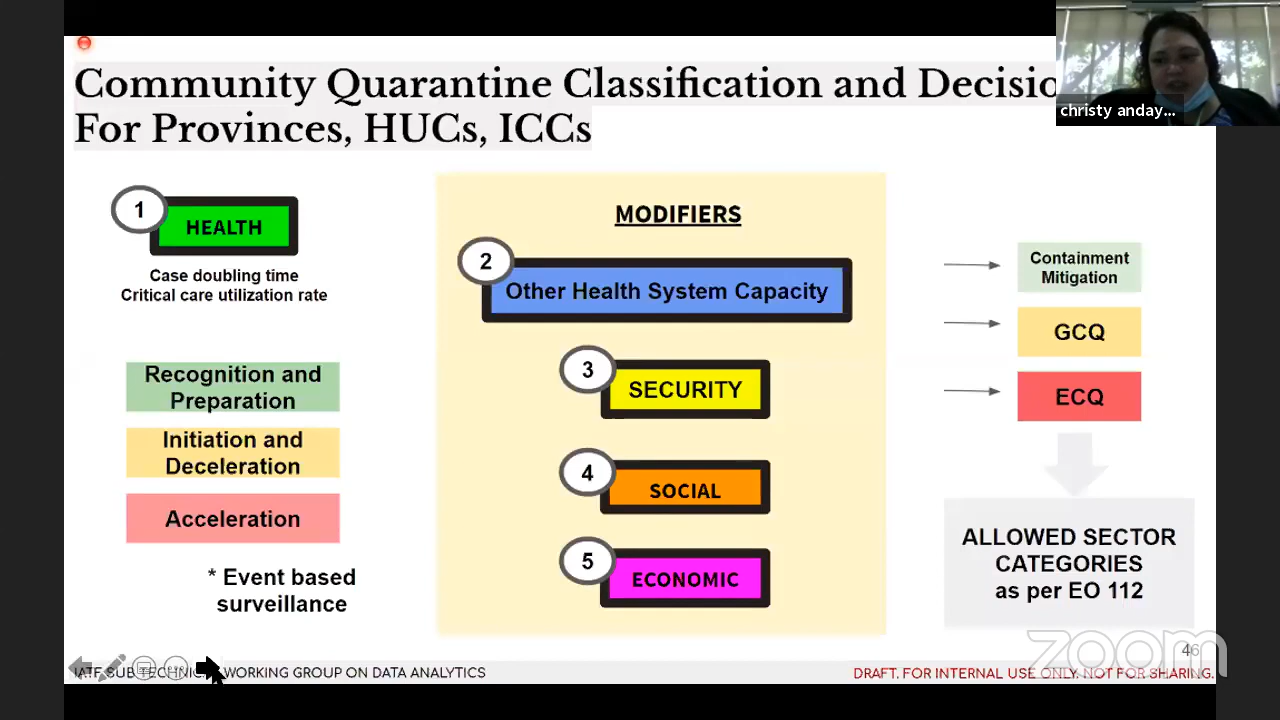 Community Quarantine Classification and Decisio
For Provinces, HUCs, ICCs
christy anday...
1
HEALTH
Case doubling time
Critical care utilization rate
Recognition and
Preparation
Initiation and
Deceleration
Acceleration
* Event based
surveillance
MODIFIERS
2
Other Health System Capacity
3
SECURITY
4
SOCIAL
5
ECONOMIC
Containment
Mitigation
GCQ
ECQ
ALLOWED SECTOR
CATEGORIES
as per EO 112
zoom
46
IATF SUB TECHNICAL WORKING GROUP ON DATA ANALYTICS
DRAFT. FOR INTERNAL USE ONLY. NOT FOR SHARING.